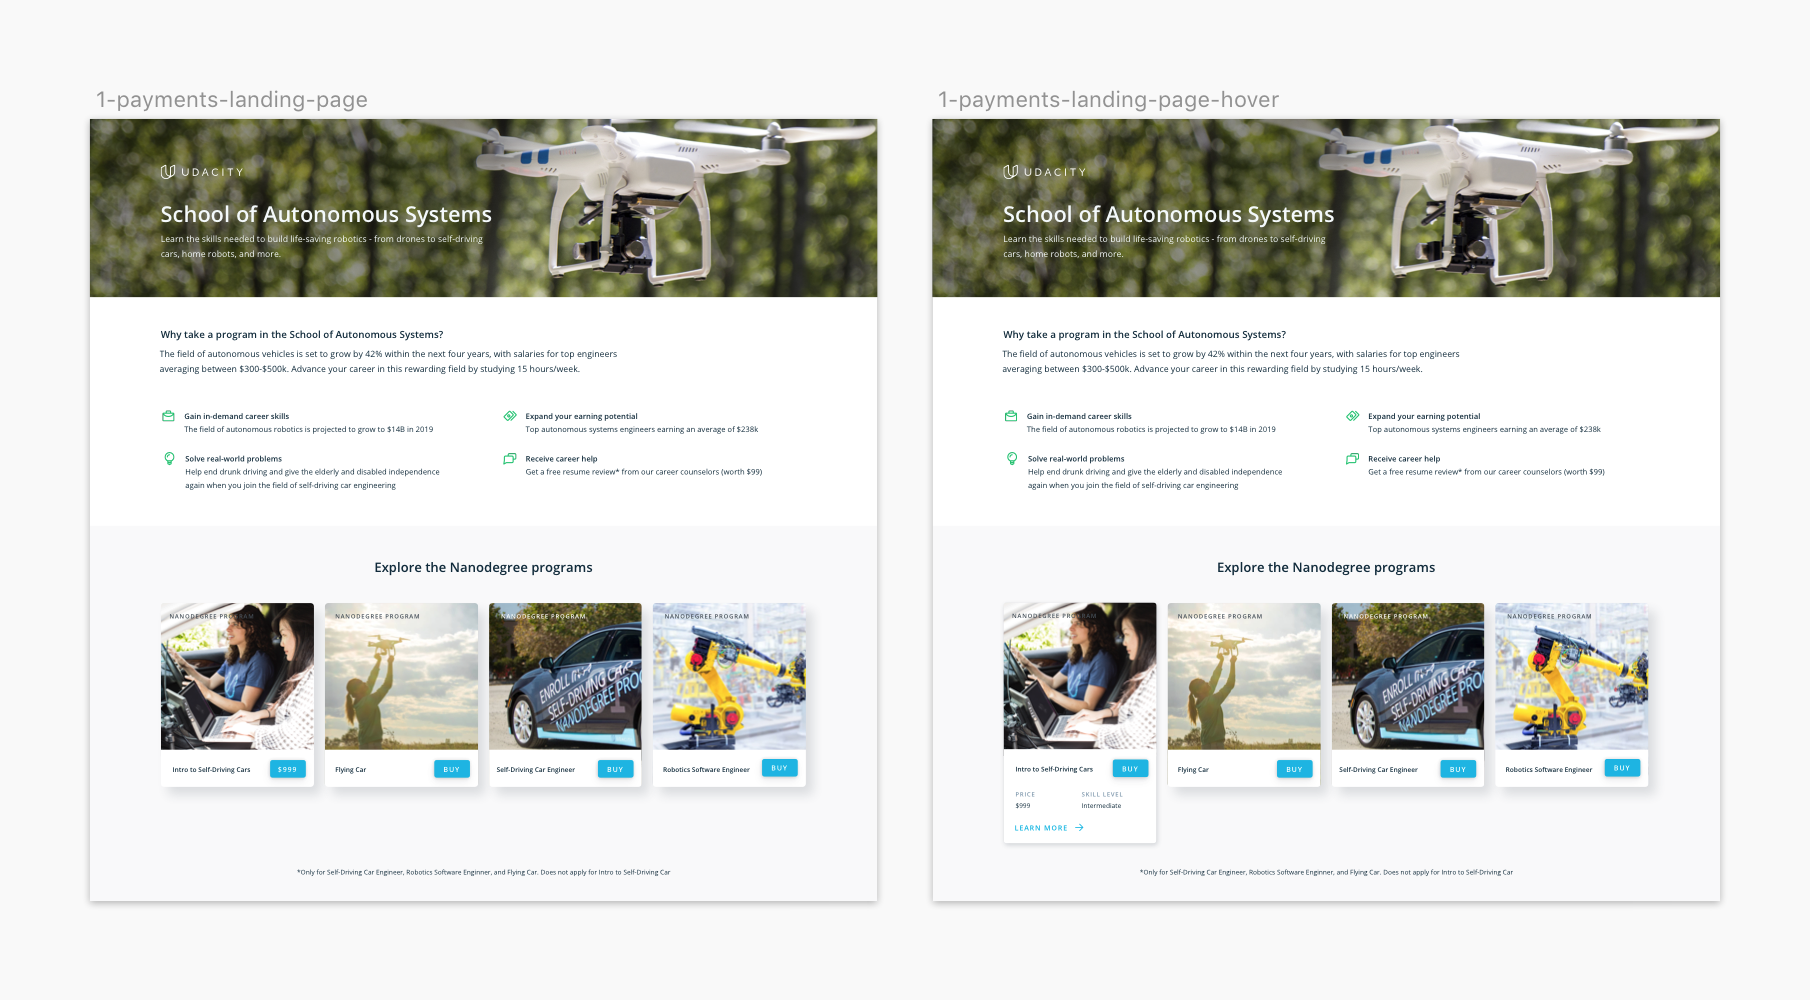 1-payments-landing-page
UDACITY
School of Autonomous Systems
Learn the skills needed to build life-saving robotics - from drones to self-driving
cars, home robots, and more.
Why take a program in the School of Autonomous Systems?
The field of autonomous vehicles is set to grow by 42% within the next four years, with salaries for top engineers
averaging between $300-$500k. Advance your career in this rewarding field by studying 15 hours/week.
Gain in-demand career skills
The field of autonomous robotics is projected to grow to $14B in 2019
Expand your earning potential
Top autonomous systems engineers earning an average of $238k
Solve real-world problems
Help end drunk driving and give the elderly and disabled independence
again when you join the field of self-driving car engineering
Receive career help
Get a free resume review* from our career counselors (worth $99)
Explore the Nanodegree programs
NANODEGREE PROGRAM
Intro to Self-Driving Cars
$999
NANODEGREE PROGRAM
Flying Car
BUY
NANODEGREE PROGRAM
ENROLL IN A
SELF-DRIVING CAR
NANODEGREE PRO
Self-Driving Car Engineer
BUY
NANODEGREE PROGRAM
Robotics Software Engineer
BUY
*Only for Self-Driving Car Engineer, Robotics Software Enginner, and Flying Car. Does not apply for Intro to Self-Driving Car
1-payments-landing-page-hover
UDACITY
School of Autonomous Systems
Learn the skills needed to build life-saving robotics - from drones to self-driving
cars, home robots, and more.
Why take a program in the School of Autonomous Systems?
The field of autonomous vehicles is set to grow by 42% within the next four years, with salaries for top engineers
averaging between $300-$500k. Advance your career in this rewarding field by studying 15 hours/week.
Gain in-demand career skills
The field of autonomous robotics is projected to grow to $14B in 2019
Expand your earning potential
Top autonomous systems engineers earning an average of $238k
Solve real-world problems
Help end drunk driving and give the elderly and disabled independence
again when you join the field of self-driving car engineering
Receive career help
Get a free resume review* from our career counselors (worth $99)
Explore the Nanodegree programs
NANODEGREE PROGRAM
Intro to Self-Driving Cars
BUY
PRICE
$999
SKILL LEVEL
Intermediate
LEARN MORE
NANODEGREE PROGRAM
Flying Car
BUY
NANODEGREE PROGRAM
ENROLL IN A
SELF-DRIVING CAR
NANODEGREE PRO
Self-Driving Car Engineer
BUY
NANODEGREE PROGRAM
Robotics Software Engineer
BUY
*Only for Self-Driving Car Engineer, Robotics Software Enginner, and Flying Car. Does not apply for Intro to Self-Driving Car